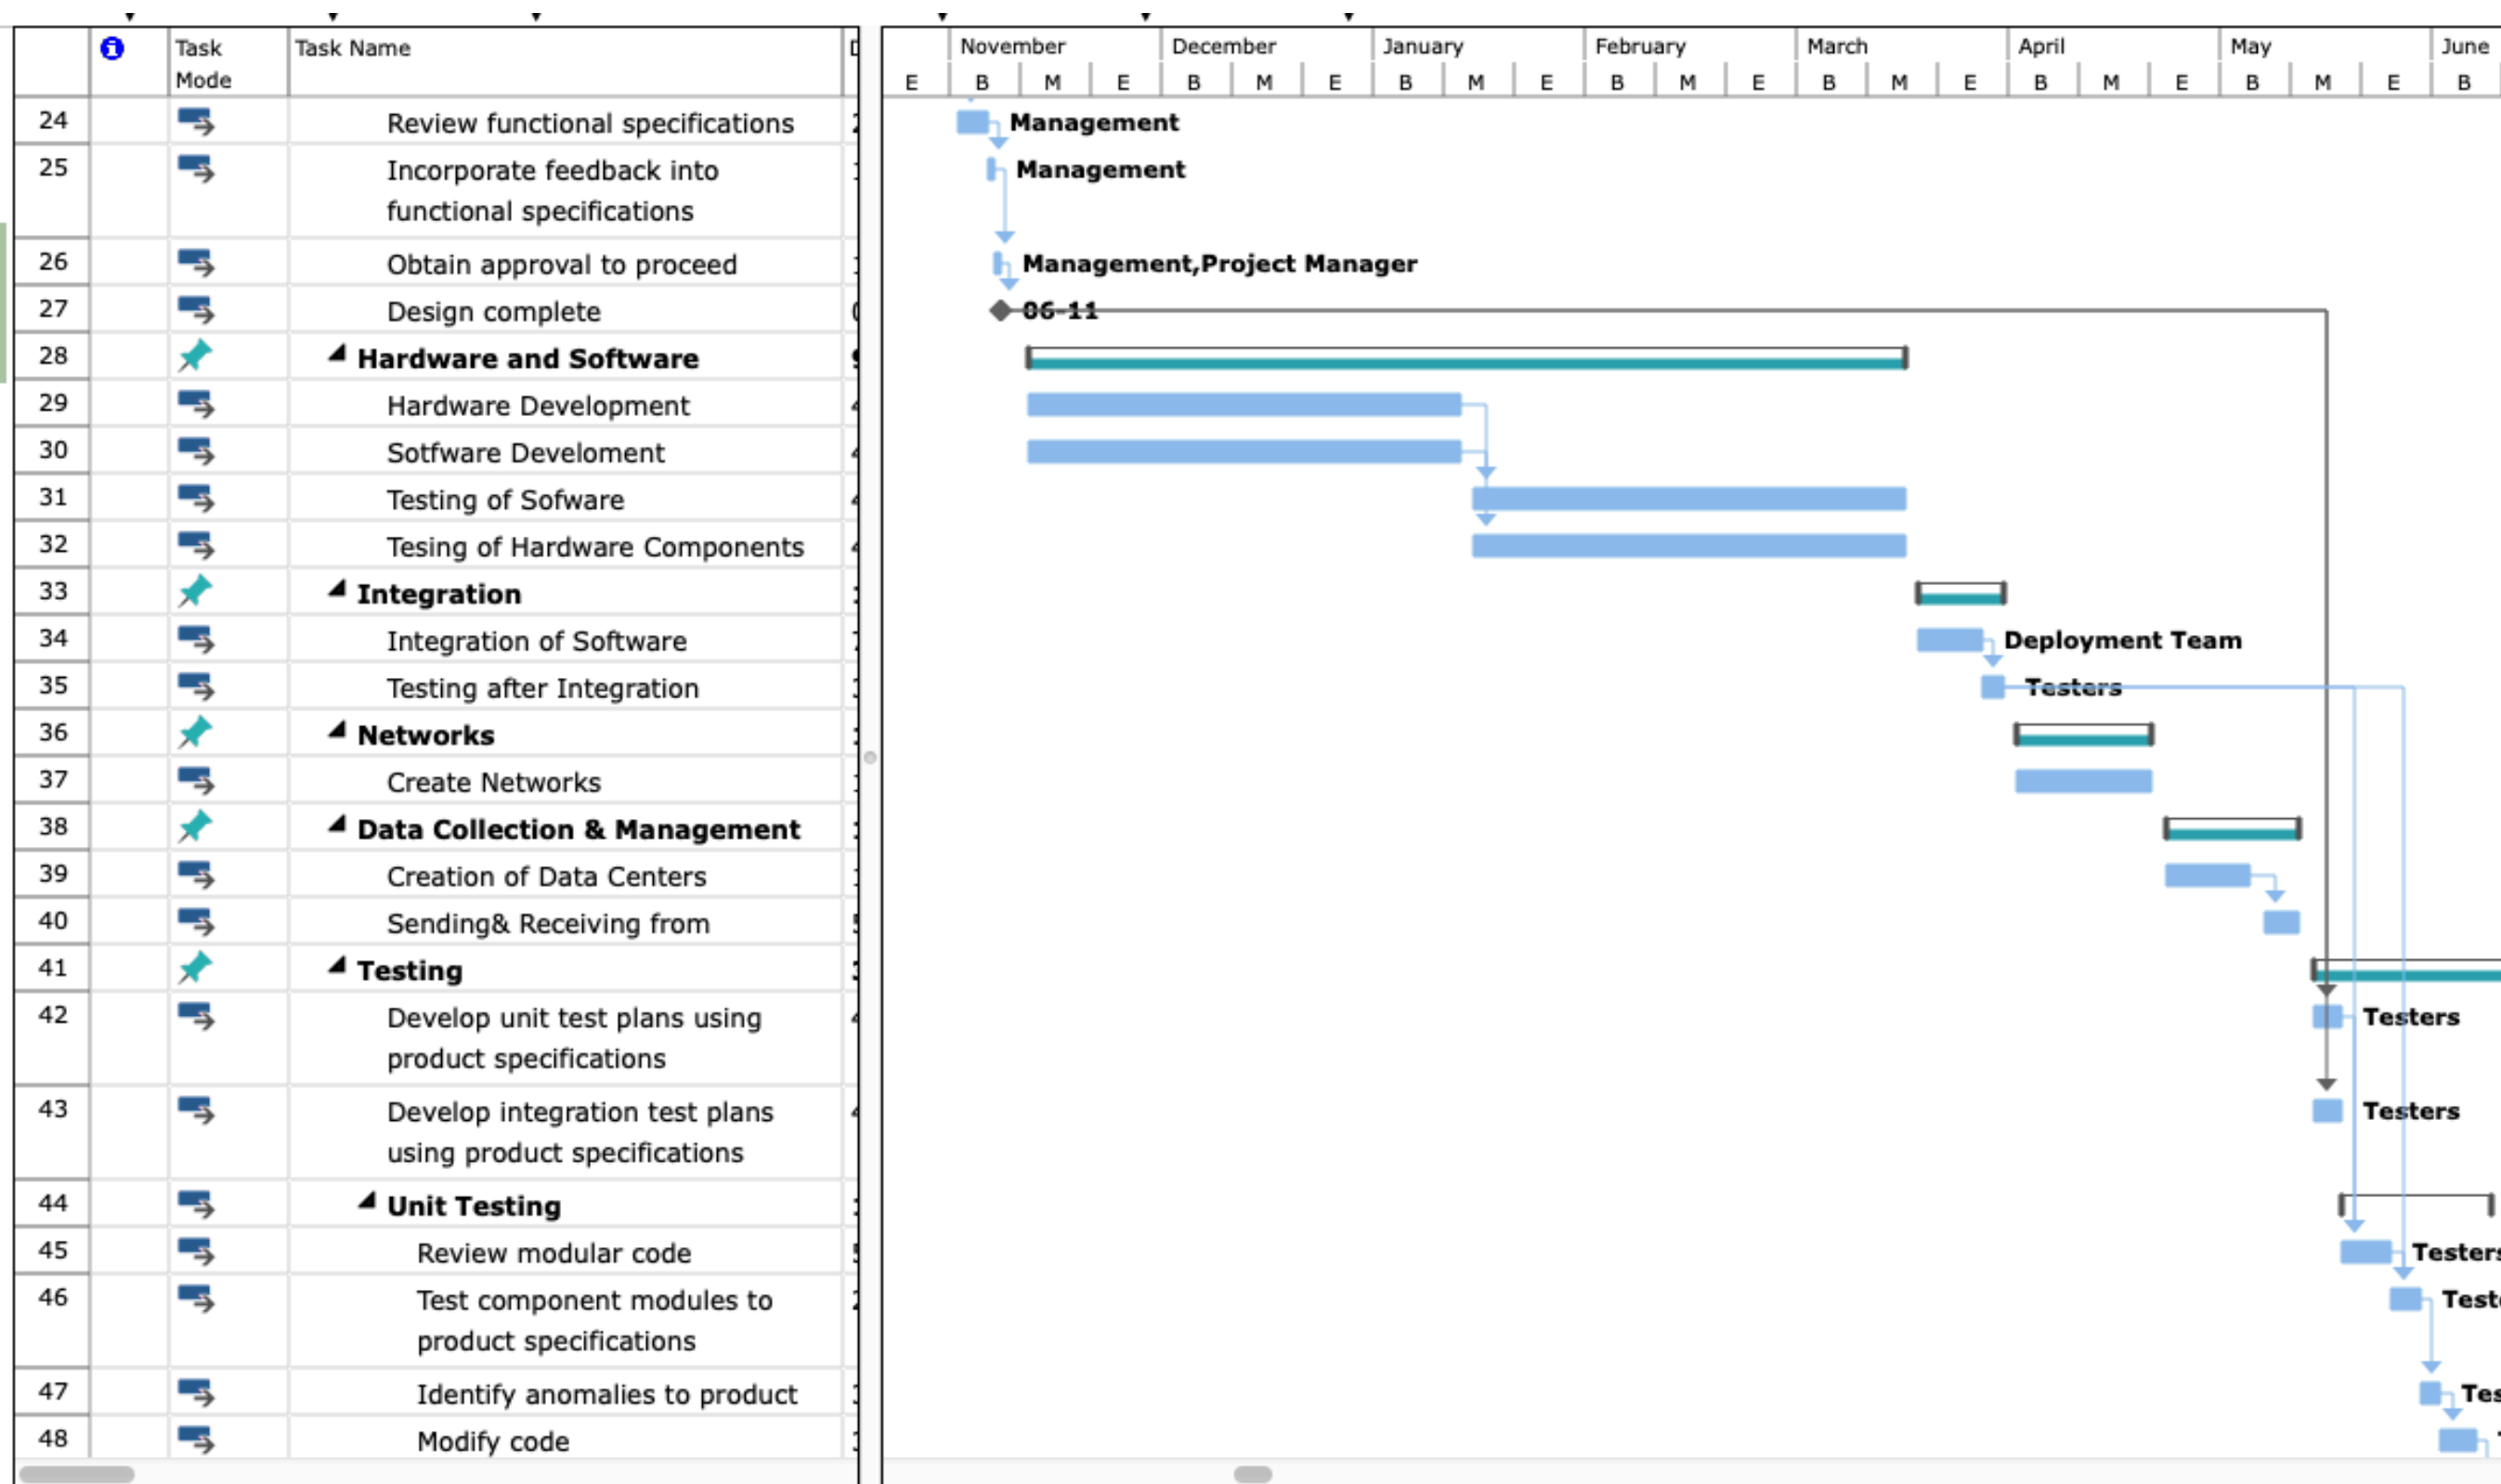 Task Mode
Task Name
November December January February March April May June
E B M E B M E B M E B M E B M E B M E B M E B
24 Review functional specifications Management
25 Incorporate feedback into Management
functional specifications
26 Obtain approval to proceed Management,Project Manager
27 Design complete 06-11
28 Hardware and Software
29 Hardware Development
30 Sotfware Develoment
31 Testing of Sofware
32 Tesing of Hardware Components
33 Integration
34 Integration of Software Deployment Team
35 Testing after Integration Testers
36 Networks
37 Create Networks
38 Data Collection & Management
39 Creation of Data Centers
40 Sending& Receiving from
41 Testing
42 Develop unit test plans using Testers
product specifications
43 Develop integration test plans Testers
using product specifications
44 Unit Testing
45 Review modular code Testers
46 Test component modules to
product specifications
47 Identify anomalies to product
48 Modify code